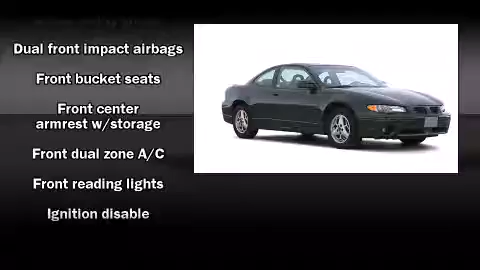 Dual front impact airbags
Front bucket seats
Front center
armrest w/storage
Front dual zone A/C
Front reading lights
Ignition disable